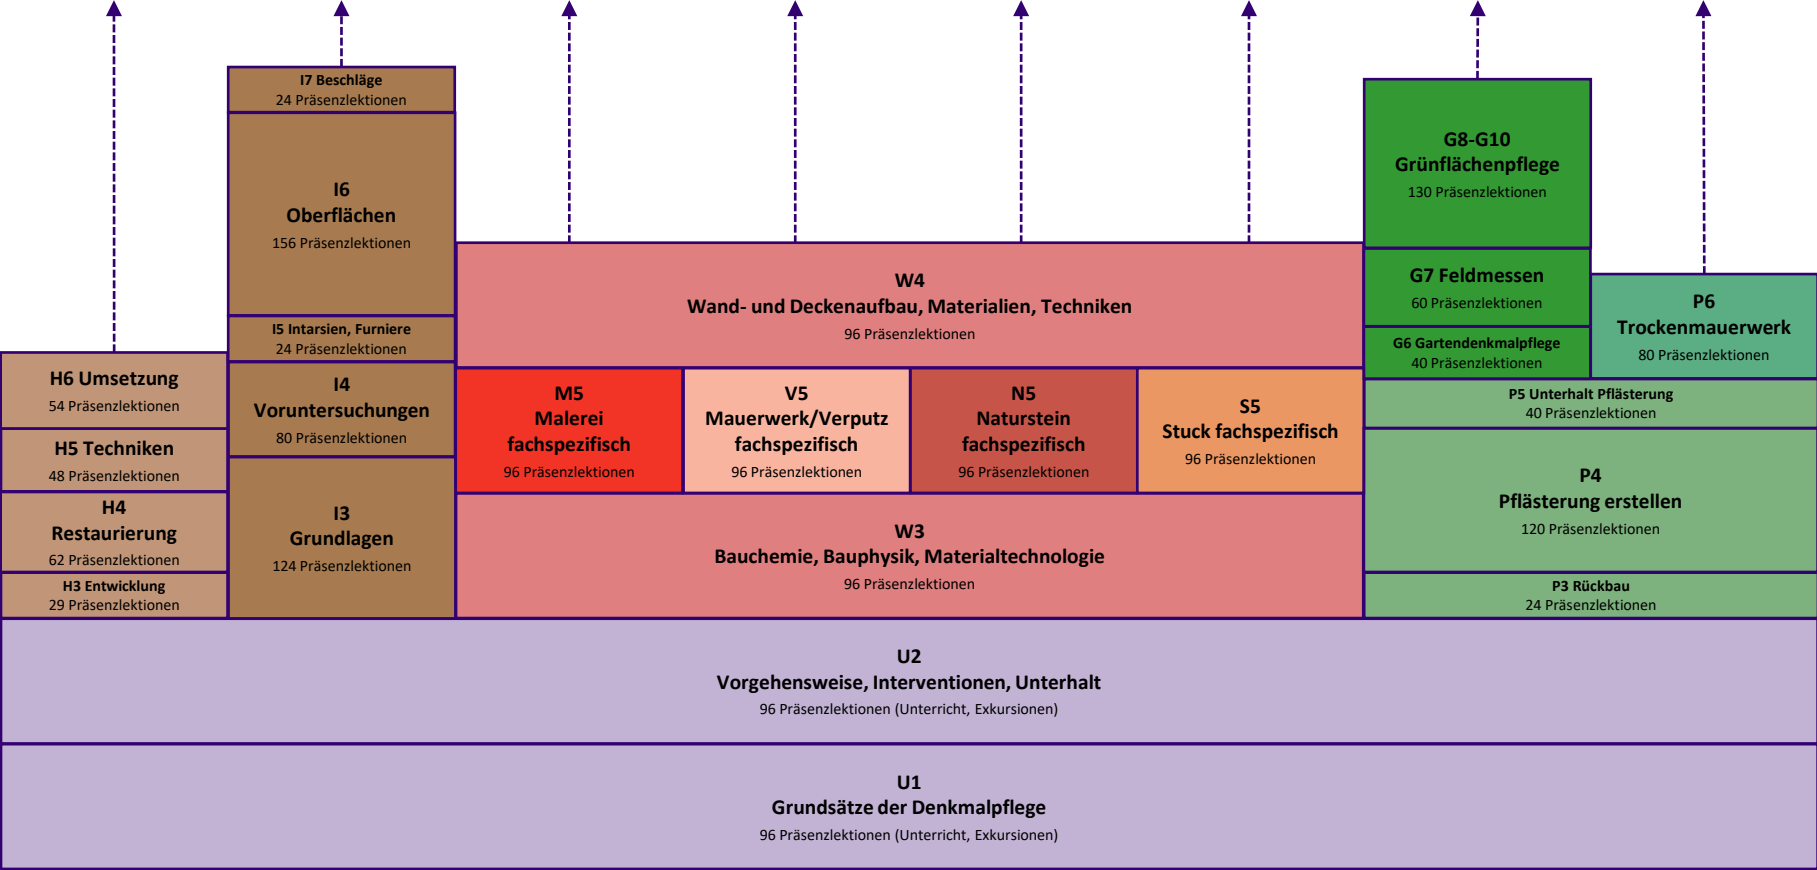 I7 Beschläge
24 Präsenzlektionen
I6
Oberflächen
156 Präsenzlektionen
I5 Intarsien, Furniere
24 Präsenzlektionen
I4
Voruntersuchungen
80 Präsenzlektionen
I3
Grundlagen
124 Präsenzlektionen
H6 Umsetzung
54 Präsenzlektionen
H5 Techniken
48 Präsenzlektionen
H4
Restaurierung
62 Präsenzlektionen
H3 Entwicklung
29 Präsenzlektionen
W4
Wand- und Deckenaufbau, Materialien, Techniken
96 Präsenzlektionen
M5
Malerei
fachspezifisch
96 Präsenzlektionen
V5
Mauerwerk/Verputz
fachspezifisch
96 Präsenzlektionen
N5
Naturstein
fachspezifisch
96 Präsenzlektionen
S5
Stuck fachspezifisch
96 Präsenzlektionen
W3
Bauchemie, Bauphysik, Materialtechnologie
96 Präsenzlektionen
G8-G10
Grünflächenpflege
130 Präsenzlektionen
G7 Feldmessen
60 Präsenzlektionen
G6 Gartendenkmalpflege
40 Präsenzlektionen
P6
Trockenmauerwerk
80 Präsenzlektionen
P5 Unterhalt Pflästerung
40 Präsenzlektionen
P4
Pflästerung erstellen
120 Präsenzlektionen
P3 Rückbau
24 Präsenzlektionen
U2
Vorgehensweise, Interventionen, Unterhalt
96 Präsenzlektionen (Unterricht, Exkursionen)
U1
Grundsätze der Denkmalpflege
96 Präsenzlektionen (Unterricht, Exkursionen)